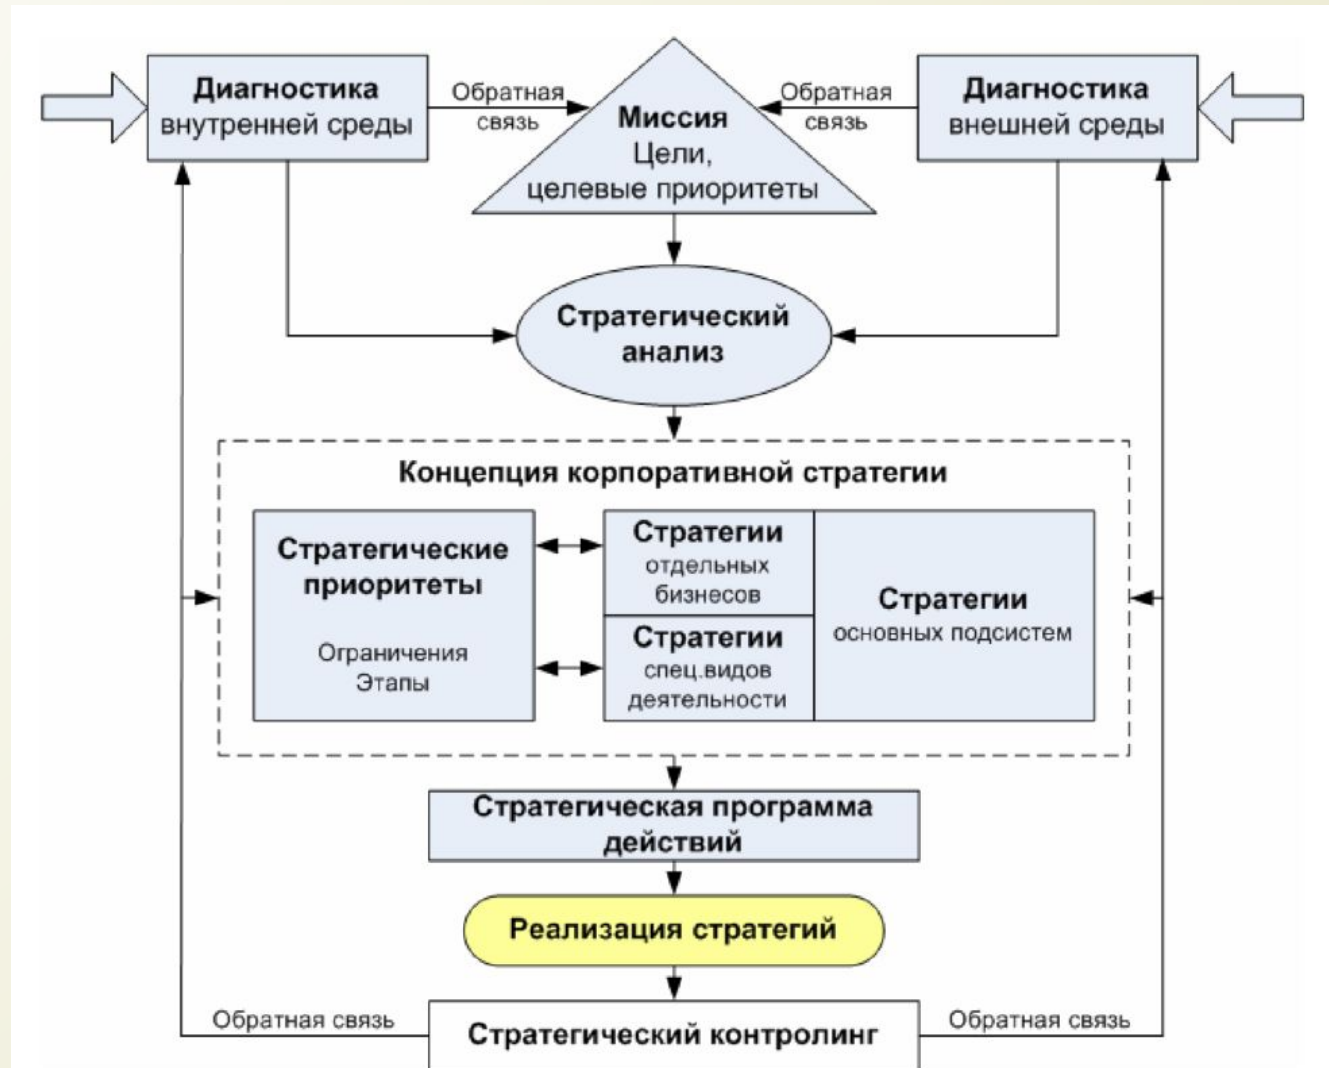 Диагностика
внутренней среды
Обратная
связь
Миссия
Цели,
целевые приоритеты
Обратная
связь
Диагностика
внешней среды
Стратегический
анализ
Концепция корпоративной стратегии
Стратегические
приоритеты
Ограничения
Этапы
Стратегии
отдельных
бизнесов
Стратегии
спец.видов
деятельности
Стратегии
основных подсистем
Стратегическая программа
действий
Реализация стратегий
Обратная связь
Стратегический контролинг
Обратная связь